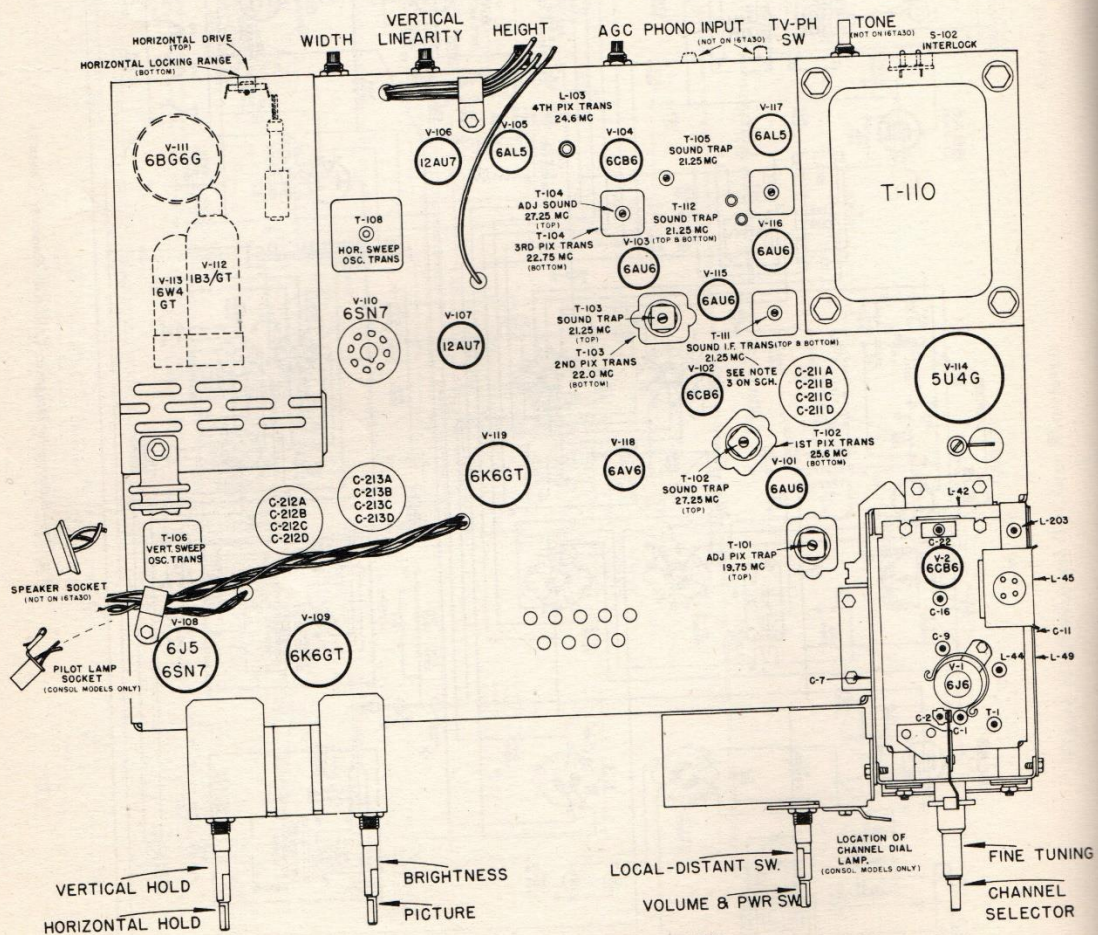 HORIZONTAL DRIVE
(TOP)
HORIZONTAL LOCKING RANGE
(BOTTOM)
WIDTH
VERTICAL
LINEARITY
HEIGHT
AGC
PHONO INPUT
(NOT ON 16TA30)
TV-PH
SW
TONE
(NOT ON 16TA30)
S-102
INTERLOCK
V-111
6BG6G
V-106
12AU7
V-105
6AL5
L-103
4TH PIX TRANS
24.6 MC
V-104
6CB6
T-105
SOUND TRAP
21.25 MC
V-117
6AL5
T-110
T-108
HOR. SWEEP
OSC. TRANS
T-104
ADJ SOUND
27.25 MC
(TOP)
T-104
3RD PIX TRANS
22.75 MC
(BOTTOM)
T-112
SOUND TRAP
21.25 MC
(TOP & BOTTOM)
V-103
6AU6
V-116
6AU6
V-113
6W4
GT
V-112
1B3/GT
V-110
6SN7
V-107
12AU7
T-103
SOUND TRAP
21.25 MC
(TOP)
T-103
2ND PIX TRANS
22.0 MC
(BOTTOM)
V-115
6AU6
T-111
SOUND I.F. TRANS (TOP & BOTTOM)
21.25 MC
SEE NOTE
3 ON SCH.
V-102
6CB6
C-211A
C-211B
C-211C
C-211D
V-114
5U4G
V-119
6K6GT
V-118
6AV6
T-102
1ST PIX TRANS
25.6 MC
(BOTTOM)
T-102
SOUND TRAP
27.25 MC
(TOP)
V-101
6AU6
C-212A
C-212B
C-212C
C-212D
C-213A
C-213B
C-213C
C-213D
T-106
VERT. SWEEP
OSC. TRANS
T-101
ADJ PIX TRAP
19.75 MC
(TOP)
L-42
L-203
C-22
V-2
6CB6
L-45
C-16
C-11
C-9
L-49
L-44
V-1
6J6
C-7
C-2
C-1
T-1
SPEAKER SOCKET
(NOT ON 16TA30)
PILOT LAMP
SOCKET
(CONSOL MODELS ONLY)
V-108
6J5
6SN7
V-109
6K6GT
VERTICAL HOLD
HORIZONTAL HOLD
BRIGHTNESS
PICTURE
LOCAL-DISTANT SW.
VOLUME & PWR SW
LOCATION OF
CHANNEL DIAL
LAMP.
(CONSOL MODELS ONLY)
FINE TUNING
CHANNEL
SELECTOR